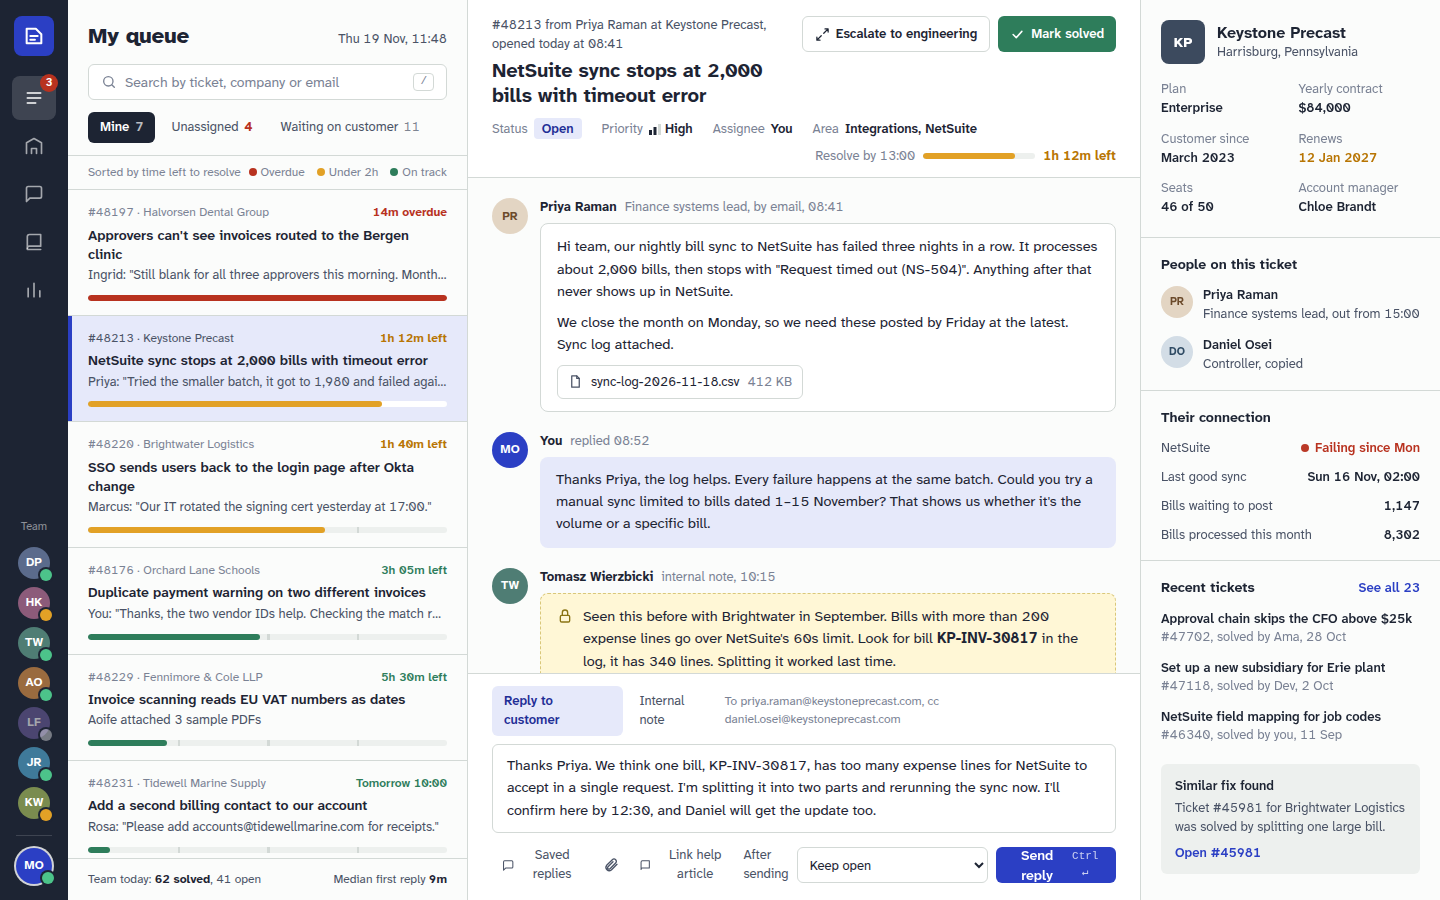 3
Team
DP
HK
TW
AO
LF
JR
KW
MO
My queue
Thu 19 Nov, 11:48
Search by ticket, company or email
/
Mine 7
Unassigned 4
Waiting on customer 11
Sorted by time left to resolve
Overdue
Under 2h
On track
#48197 · Halvorsen Dental Group
14m overdue
Approvers can't see invoices routed to the Bergen
clinic
Ingrid: "Still blank for all three approvers this morning. Month...
#48213 · Keystone Precast
1h 12m left
NetSuite sync stops at 2,000 bills with timeout error
Priya: "Tried the smaller batch, it got to 1,980 and failed agai...
#48220 · Brightwater Logistics
1h 40m left
SSO sends users back to the login page after Okta
change
Marcus: "Our IT rotated the signing cert yesterday at 17:00."
#48176 · Orchard Lane Schools
3h 05m left
Duplicate payment warning on two different invoices
You: "Thanks, the two vendor IDs help. Checking the match r...
#48229 · Fennimore & Cole LLP
5h 30m left
Invoice scanning reads EU VAT numbers as dates
Aoife attached 3 sample PDFs
#48231 · Tidewell Marine Supply
Tomorrow 10:00
Add a second billing contact to our account
Rosa: "Please add accounts@tidewellmarine.com for receipts."
Team today: 62 solved, 41 open
Median first reply 9m
#48213 from Priya Raman at Keystone Precast,
opened today at 08:41
Escalate to engineering
Mark solved
NetSuite sync stops at 2,000
bills with timeout error
Status Open
Priority High
Assignee You
Area Integrations, NetSuite
Resolve by 13:00
1h 12m left
PR
Priya Raman Finance systems lead, by email, 08:41
Hi team, our nightly bill sync to NetSuite has failed three nights in a row. It processes
about 2,000 bills, then stops with "Request timed out (NS-504)". Anything after that
never shows up in NetSuite.
We close the month on Monday, so we need these posted by Friday at the latest.
Sync log attached.
sync-log-2026-11-18.csv 412 KB
MO
You replied 08:52
Thanks Priya, the log helps. Every failure happens at the same batch. Could you try a
manual sync limited to bills dated 1–15 November? That shows us whether it's the
volume or a specific bill.
TW
Tomasz Wierzbicki internal note, 10:15
Seen this before with Brightwater in September. Bills with more than 200
expense lines go over NetSuite's 60s limit. Look for bill KP-INV-30817 in the
log, it has 340 lines. Splitting it worked last time.
Reply to
customer
Internal
note
To priya.raman@keystoneprecast.com, cc
daniel.osei@keystoneprecast.com
Thanks Priya. We think one bill, KP-INV-30817, has too many expense lines for NetSuite to
accept in a single request. I'm splitting it into two parts and rerunning the sync now. I'll
confirm here by 12:30, and Daniel will get the update too.
Saved
replies
Link help
article
After
sending
Keep open
Send
reply
Ctrl
↵
KP
Keystone Precast
Harrisburg, Pennsylvania
Plan
Enterprise
Yearly contract
$84,000
Customer since
March 2023
Renews
12 Jan 2027
Seats
46 of 50
Account manager
Chloe Brandt
People on this ticket
PR
Priya Raman
Finance systems lead, out from 15:00
DO
Daniel Osei
Controller, copied
Their connection
NetSuite
Failing since Mon
Last good sync
Sun 16 Nov, 02:00
Bills waiting to post
1,147
Bills processed this month
8,302
Recent tickets
See all 23
Approval chain skips the CFO above $25k
#47702, solved by Ama, 28 Oct
Set up a new subsidiary for Erie plant
#47118, solved by Dev, 2 Oct
NetSuite field mapping for job codes
#46340, solved by you, 11 Sep
Similar fix found
Ticket #45981 for Brightwater Logistics
was solved by splitting one large bill.
Open #45981